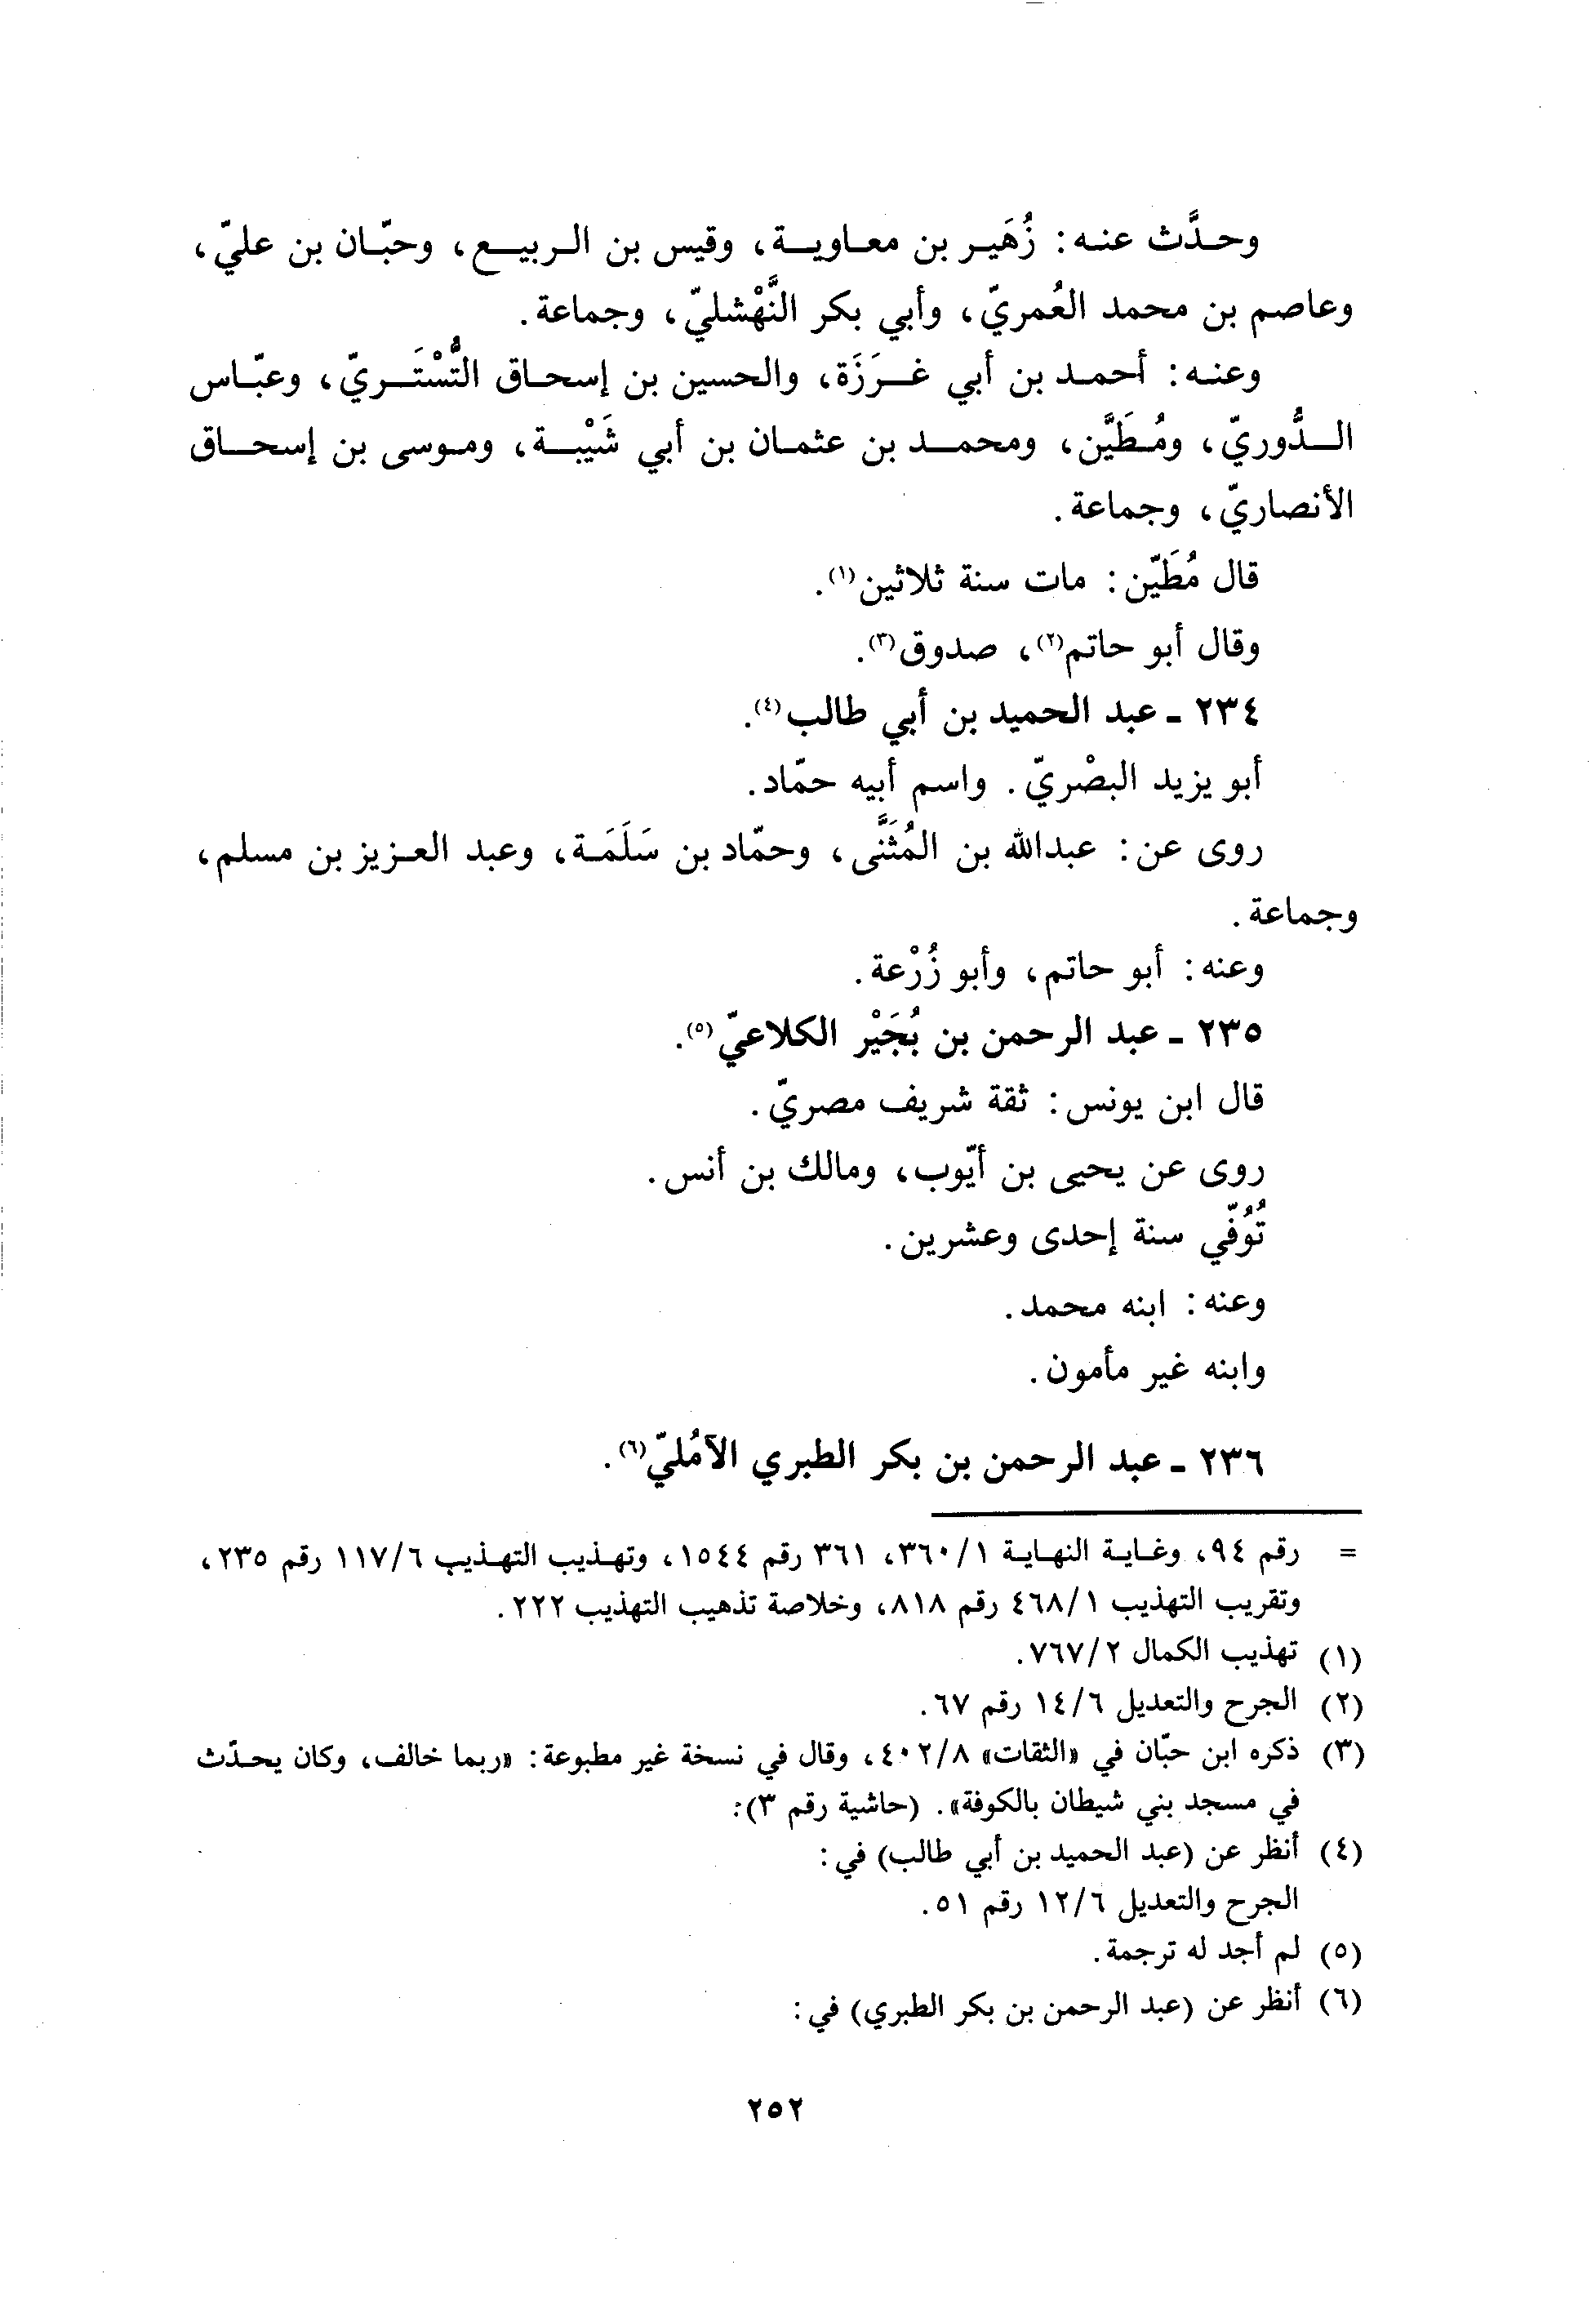 وحدَّث عنه: زُهَير بن معاوية، وقيس بن الربيع، وحبّان بن عليّ،
وعاصم بن محمد العُمريّ، وأبي بكر النَّهْشليّ، وجماعة.
وعنه: أحمد بن أبي غَرَزَة، والحسين بن إسحاق التُّسْتَريّ، وعبّاس
الدُّوريّ، ومُطَيَّن، ومحمد بن عثمان بن أبي شَيْبة، وموسى بن إسحاق
الأنصاريّ، وجماعة.
قال مُطَيّن: مات سنة ثلاثين(١).
وقال أبو حاتم(٢)، صدوق(٣).
٢٣٤ - عبد الحميد بن أبي طالب(٤).
أبو يزيد البصْريّ. واسم أبيه حمّاد.
روى عن: عبدالله بن المُثَنَّى، وحمّاد بن سَلَمَة، وعبد العزيز بن مسلم،
وجماعة.
وعنه: أبو حاتم، وأبو زُرْعة.
٢٣٥ - عبد الرحمن بن بُجَيْر الكلاعيّ(٥).
قال ابن يونس: ثقة شريف مصريّ.
روى عن يحيى بن أيّوب، ومالك بن أنس.
تُوُفّي سنة إحدى وعشرين.
وعنه: ابنه محمد.
وابنه غير مأمون.
٢٣٦ - عبد الرحمن بن بكر الطبري الآمُليّ(٦).
= رقم ٩٤، وغاية النهاية ٣٦٠/١، ٣٦١ رقم ١٥٤٤، وتهذيب التهذيب ١١٧/٦ رقم ٢٣٥،
وتقريب التهذيب ٤٦٨/١ رقم ٨١٨، وخلاصة تذهيب التهذيب ٢٢٢.
(١) تهذيب الكمال ٧٦٧/٢.
(٢) الجرح والتعديل ١٤/٦ رقم ٦٧.
(٣) ذكره ابن حبّان في «الثقات» ٤٠٢/٨، وقال في نسخة غير مطبوعة: «ربما خالف، وكان يحدّث
في مسجد بني شيطان بالكوفة». (حاشية رقم ٣):
(٤) أنظر عن (عبد الحميد بن أبي طالب) في:
الجرح والتعديل ١٢/٦ رقم ٥١.
(٥) لم أجد له ترجمة.
(٦) أنظر عن (عبد الرحمن بن بكر الطبري) في:
٢٥٢